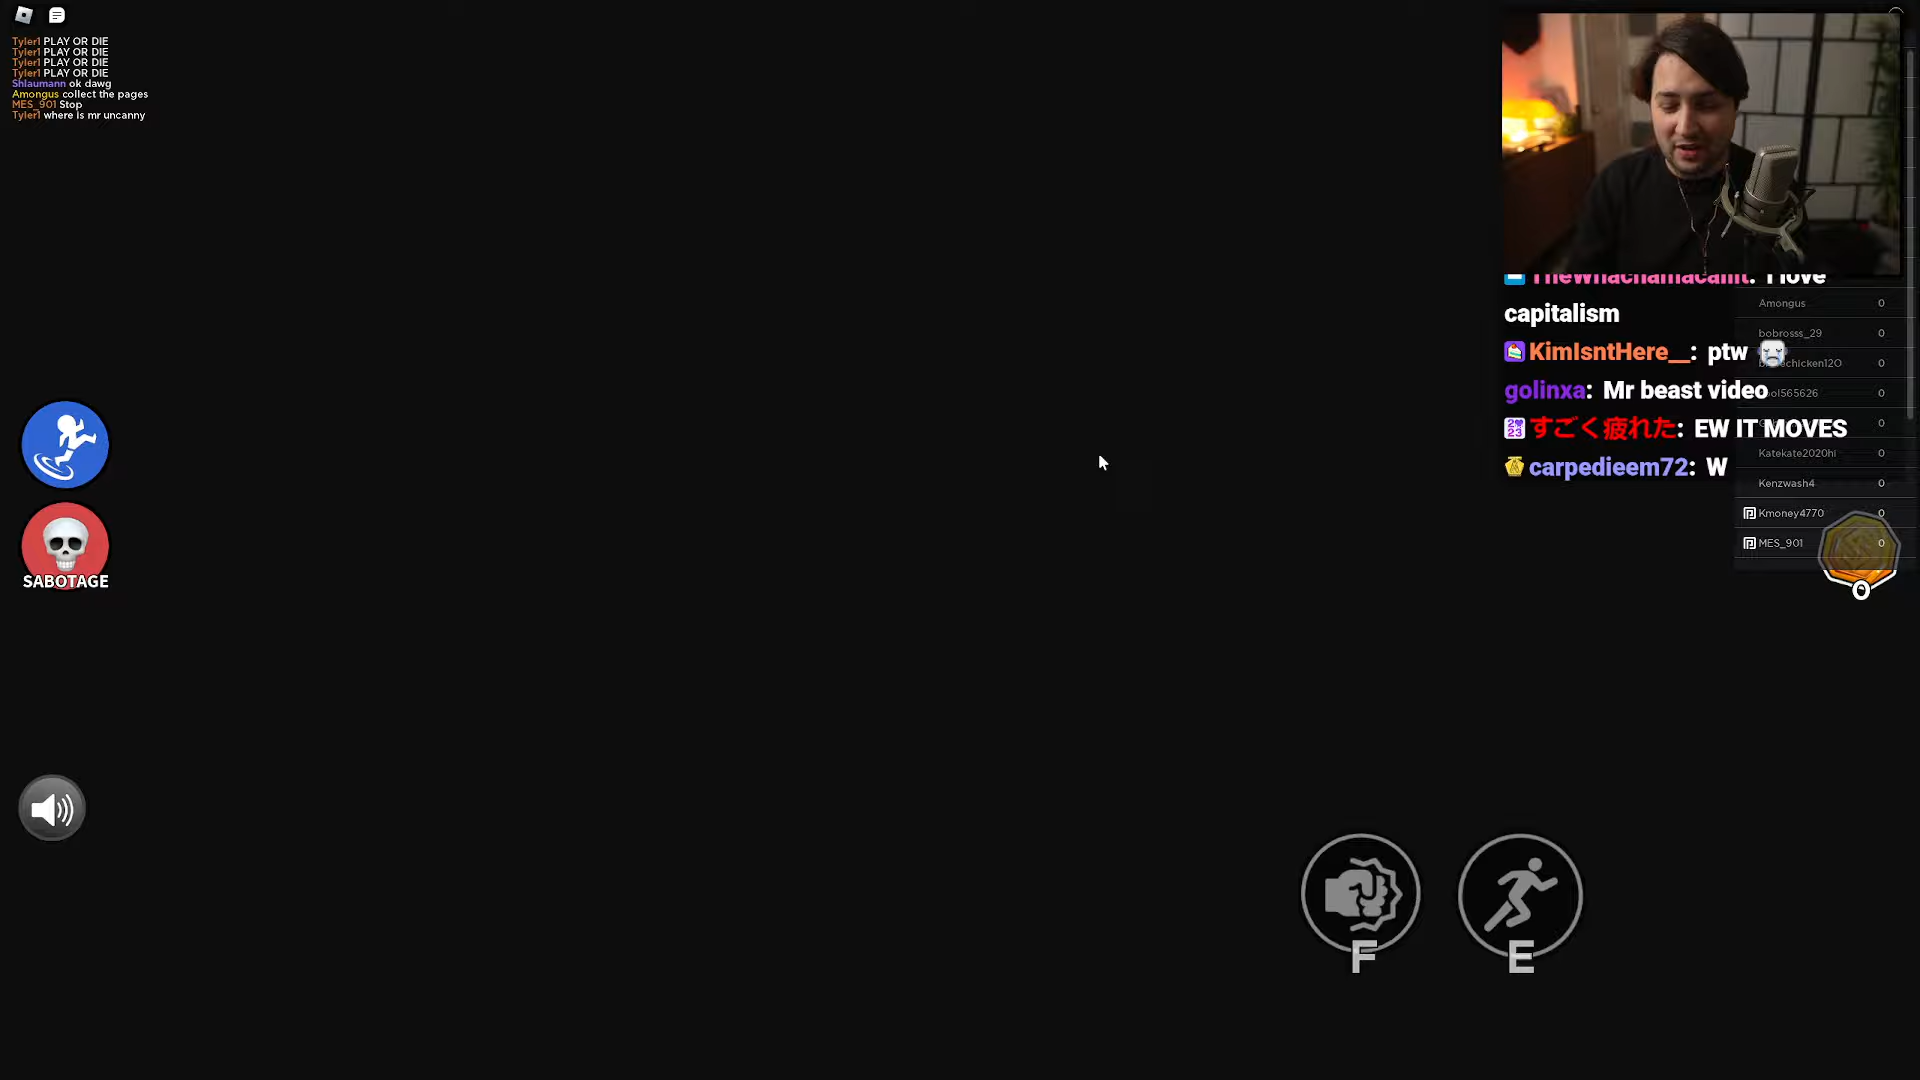 Tyler1 PLAY OR DIE
Tyler1 PLAY OR DIE
Tyler1 PLAY OR DIE
Tyler1 PLAY OR DIE
Shlaumann ok dawg
Amongus collect the pages
MES_901 Stop
Tyler1 where is mr uncanny
SABOTAGE
TheWhachamacallit: I love
capitalism
KimIsntHere__: ptw
golinxa: Mr beast video
すごく疲れた: EW IT MOVES
carpedieem72: W
Amongus 0
bobrosss_29 0
0
0
0
Katekate2020hi 0
Kenzwash4 0
Kmoney4770 0
MES_901 0
0
F
E